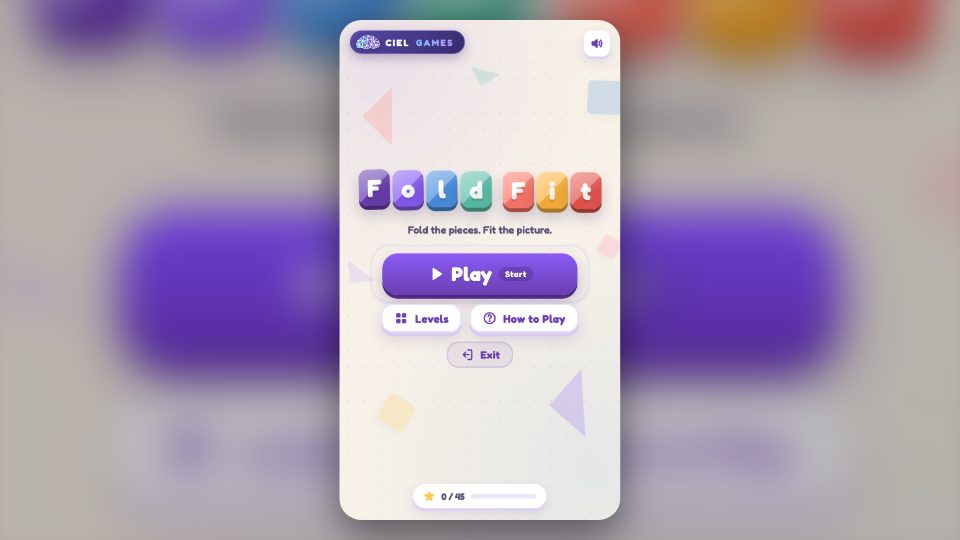 CIEL GAMES
Fold Fit
Fold the pieces. Fit the picture.
Play Start
Levels
How to Play
Exit
0 / 45